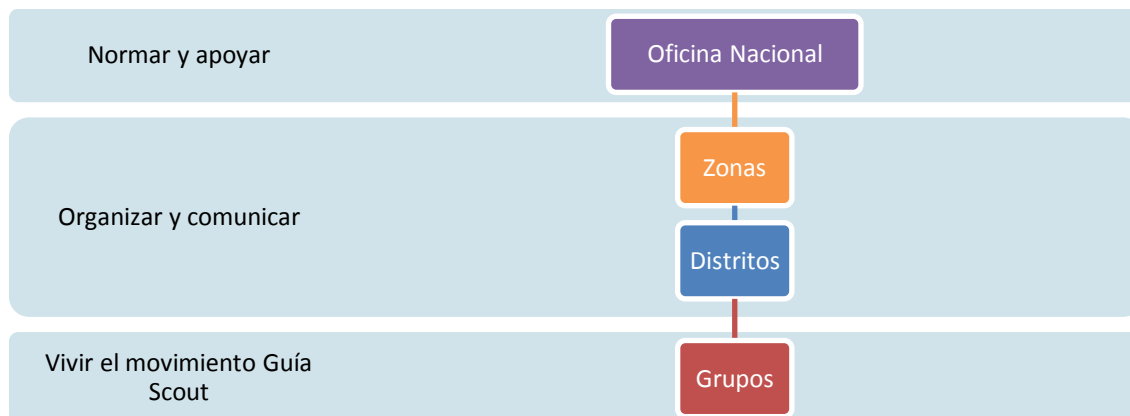 Normar y apoyar
Oficina Nacional
Organizar y comunicar
Zonas
Distritos
Vivir el movimiento Guía
Scout
Grupos